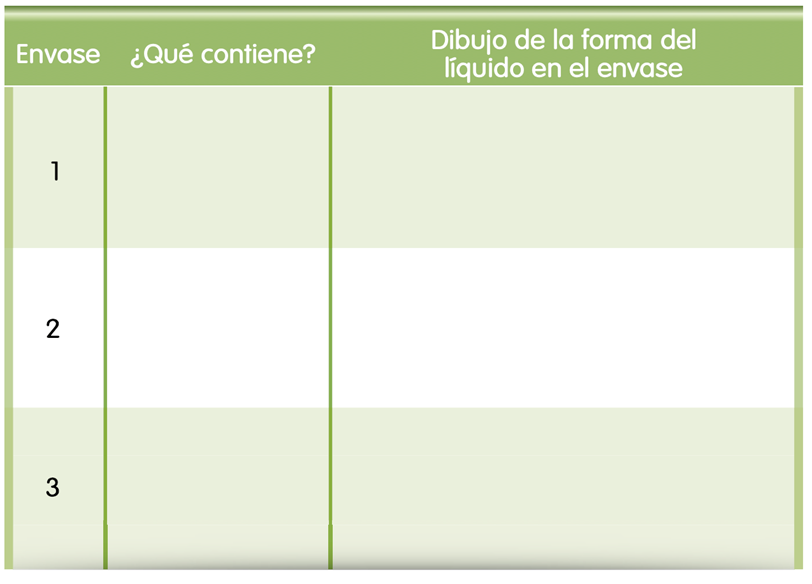 Envase
¿Qué contiene?
Dibujo de la forma del
líquido en el envase
1
2
3